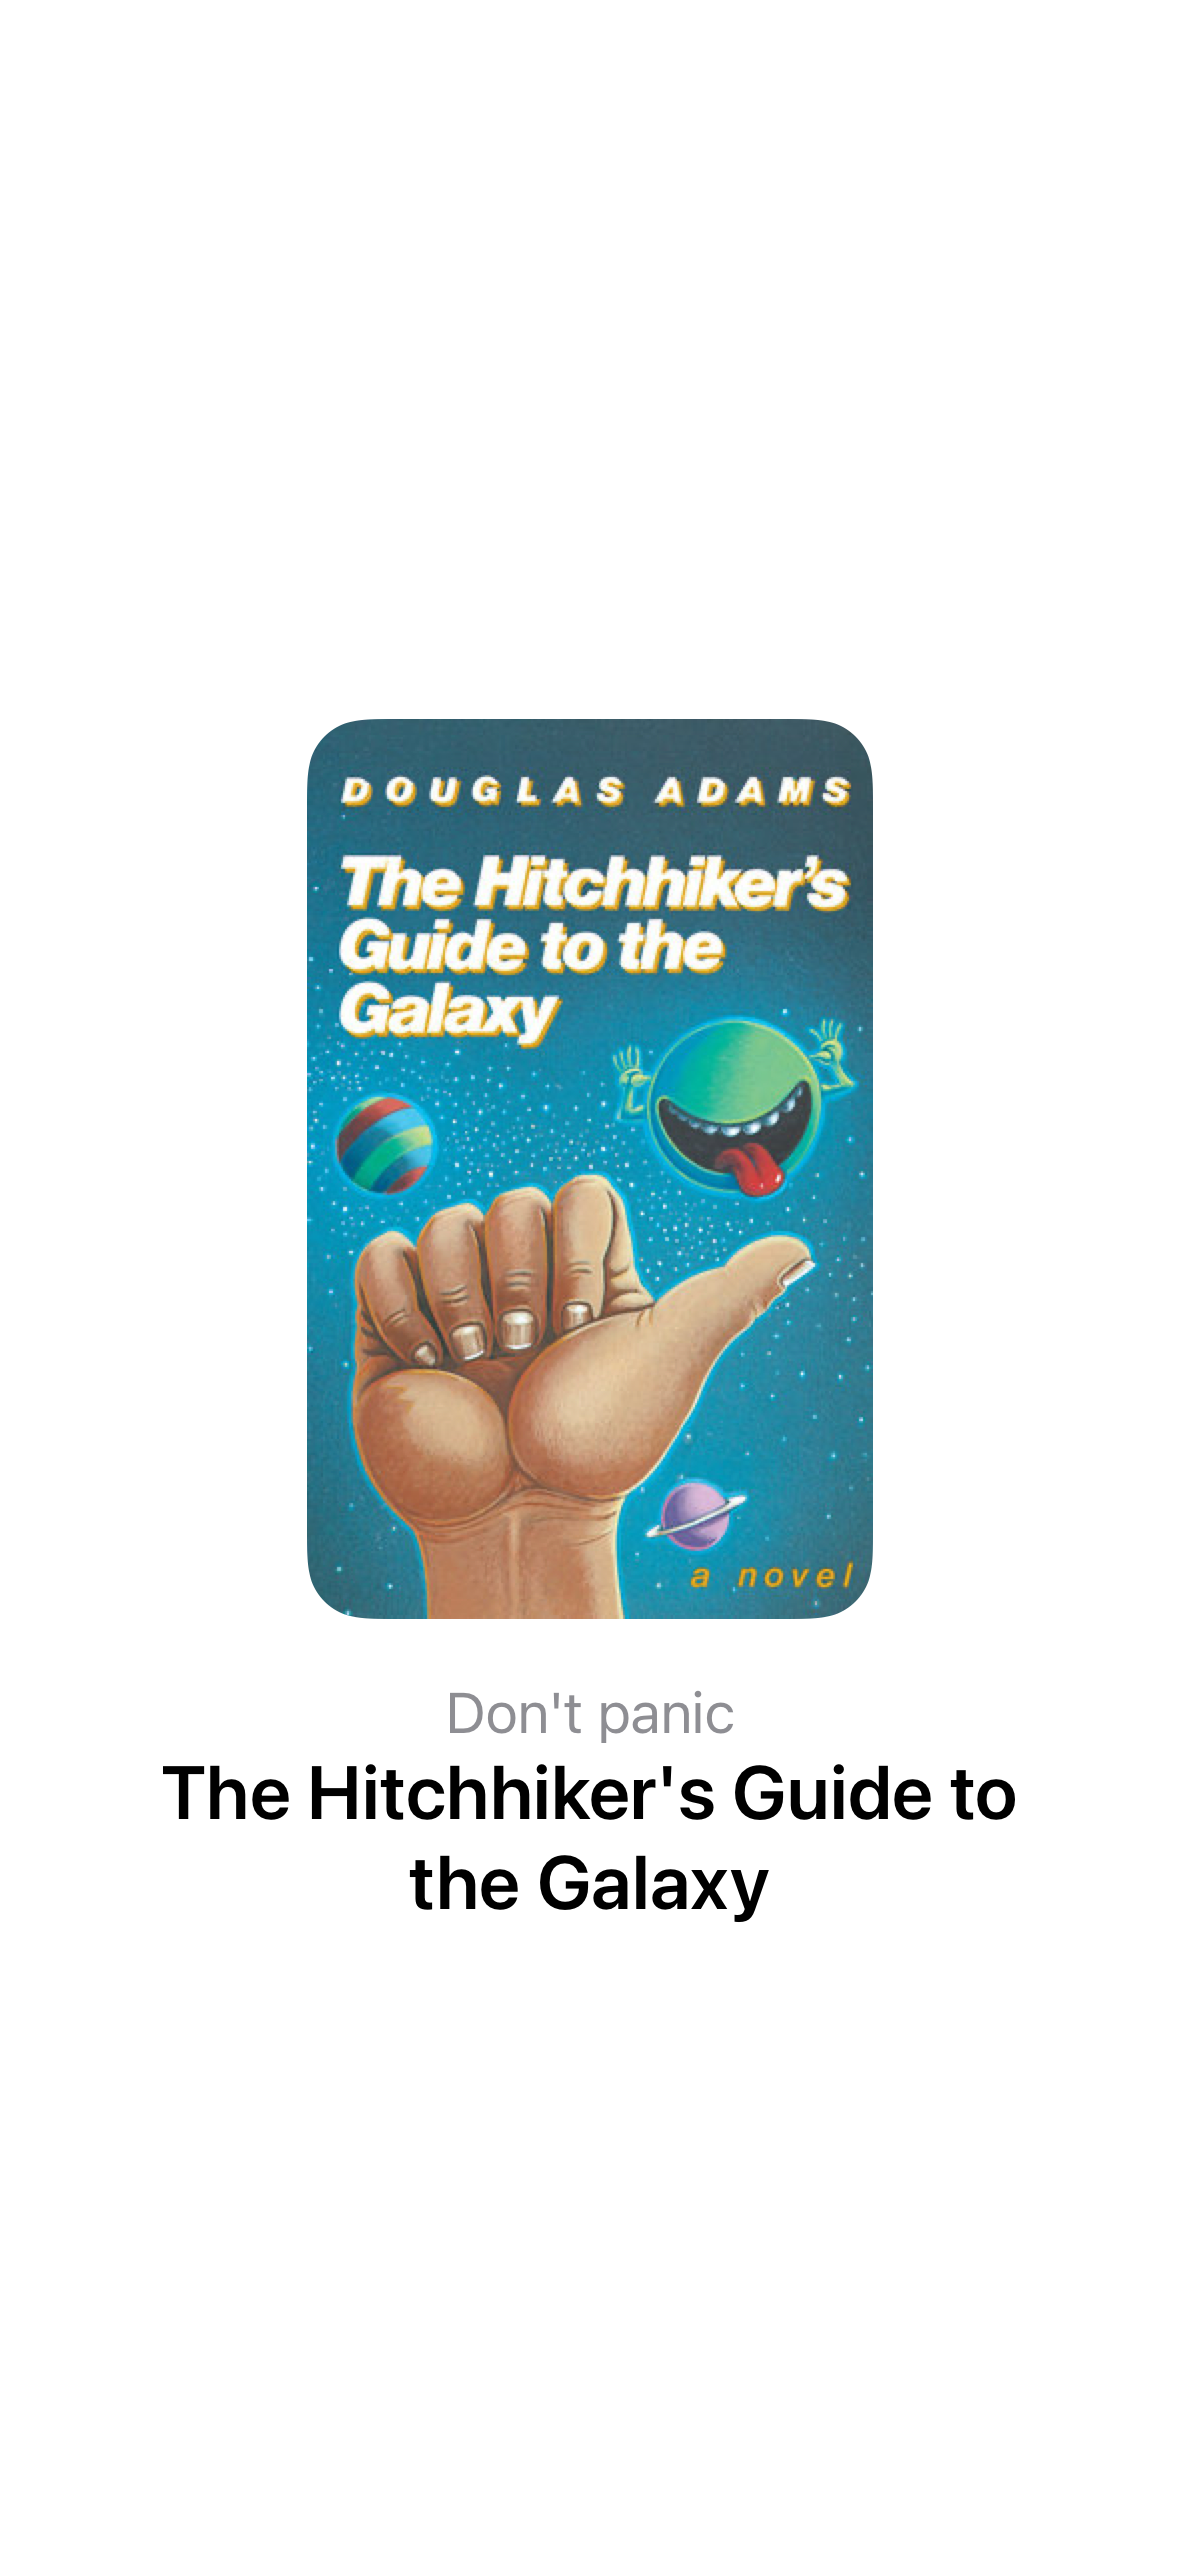 DOUGLAS ADAMS
The Hitchhiker’s
Guide to the
Galaxy
a novel
Don't panic
The Hitchhiker's Guide to
the Galaxy